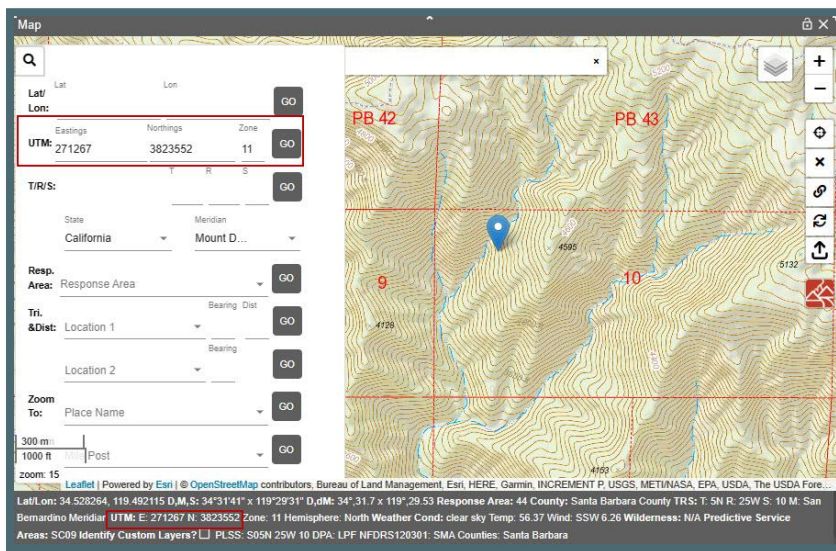 Map
Lat Lon
Lat/
Lon:
GO
Eastings Northings Zone
UTM: 271267 3823552 11 GO
T R S
T/R/S: GO
State Meridian
California Mount D...
Resp.
Area: Response Area GO
Bearing Dist
Tri.
&Dist: Location 1 GO
Bearing
Location 2 GO
Zoom
To: Place Name GO
Post GO
300 m
1000 ft
zoom: 15
PB 42 PB 43
5200
4800
4595
5132
9 10
4128
4400
4153
Leaflet | Powered by Esri | © OpenStreetMap contributors, Bureau of Land Management, Esri, HERE, Garmin, INCREMENT P, USGS, METI/NASA, EPA, USDA, The USDA Fore...
Lat/Lon: 34.528264, 119.492115 D,M,S: 34°31'41" x 119°29'31" D,dM: 34°,31.7 x 119°,29.53 Response Area: 44 County: Santa Barbara County TRS: T: 5N R: 25W S: 10 M: San
Bernardino Meridian UTM: E: 271267 N: 3823552 Zone: 11 Hemisphere: North Weather Cond: clear sky Temp: 56.37 Wind: SSW 6.26 Wilderness: N/A Predictive Service
Areas: SC09 Identify Custom Layers? PLSS: S05N 25W 10 DPA: LPF NFDRS120301: SMA Counties: Santa Barbara